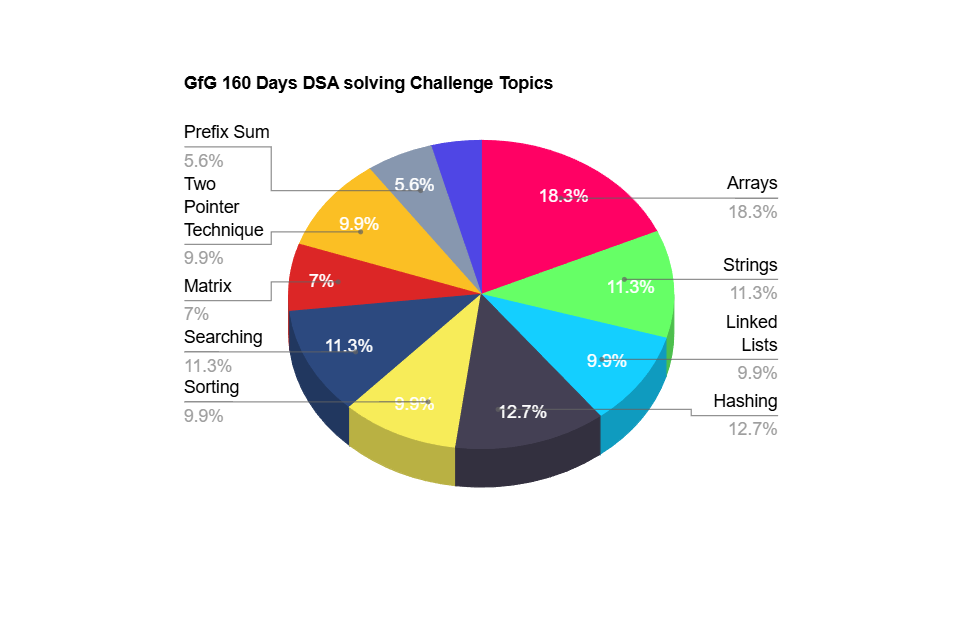 GfG 160 Days DSA solving Challenge Topics
Prefix Sum
5.6%
Two
Pointer
Technique
9.9%
Matrix
7%
Searching
11.3%
Sorting
9.9%
5.6%
9.9%
7%
11.3%
9.9%
18.3%
11.3%
9.9%
12.7%
Arrays
18.3%
Strings
11.3%
Linked
Lists
9.9%
Hashing
12.7%